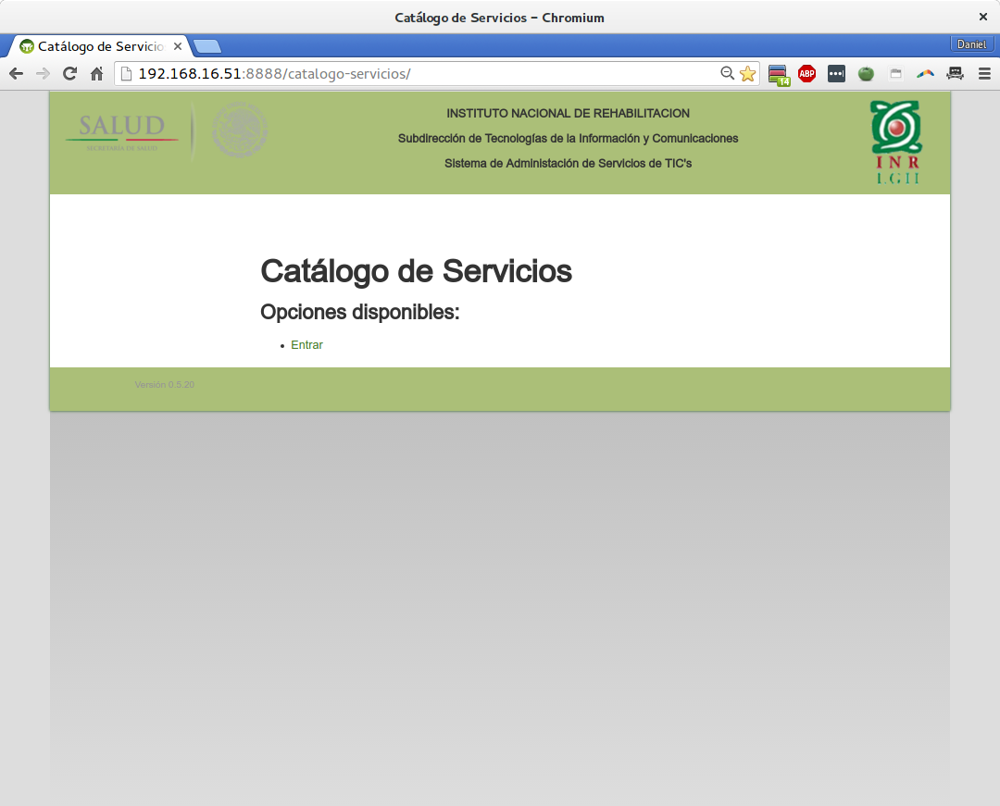 Catálogo de Servicios – Chromium
Catálogo de Servicio
Daniel
192.168.16.51:8888/catalogo-servicios/
14
ABP
SALUD
SECRETARÍA DE SALUD
INSTITUTO NACIONAL DE REHABILITACION
Subdirección de Tecnologías de la Información y Comunicaciones
Sistema de Administación de Servicios de TIC's
INR
LGII
Catálogo de Servicios
Opciones disponibles:
Entrar
Versión 0.5.20